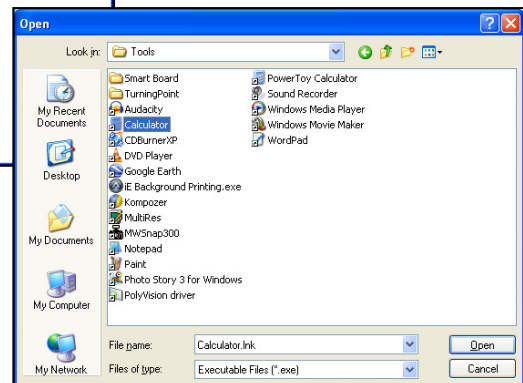 Open
Look in:
Tools
My Recent
Documents
Desktop
My Documents
My Computer
My Network
Smart Board
TurningPoint
Audacity
Calculator
CDBurnerXP
DVD Player
Google Earth
iE Background Printing.exe
Kompozer
MultiRes
MWSnap300
Notepad
Paint
Photo Story 3 for Windows
PolyVision driver
PowerToy Calculator
Sound Recorder
Windows Media Player
Windows Movie Maker
WordPad
File name:
Calculator.lnk
Open
Files of type:
Executable Files (*.exe)
Cancel